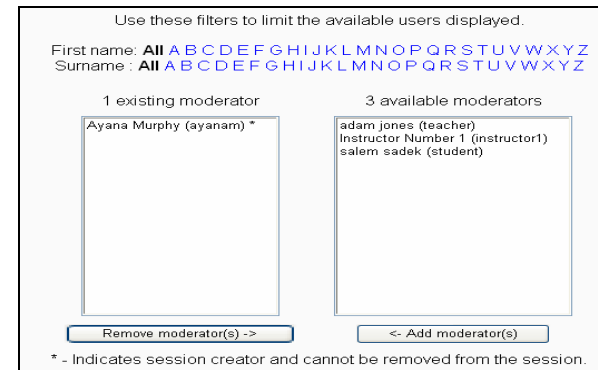 Use these filters to limit the available users displayed.
First name: All A B C D E F G H I J K L M N O P Q R S T U V W X Y Z
Surname : All A B C D E F G H I J K L M N O P Q R S T U V W X Y Z
1 existing moderator
3 available moderators
Ayana Murphy (ayanam) *
adam jones (teacher)
Instructor Number 1 (instructor1)
salem sadek (student)
Remove moderator(s) ->
<- Add moderator(s)
* - Indicates session creator and cannot be removed from the session.